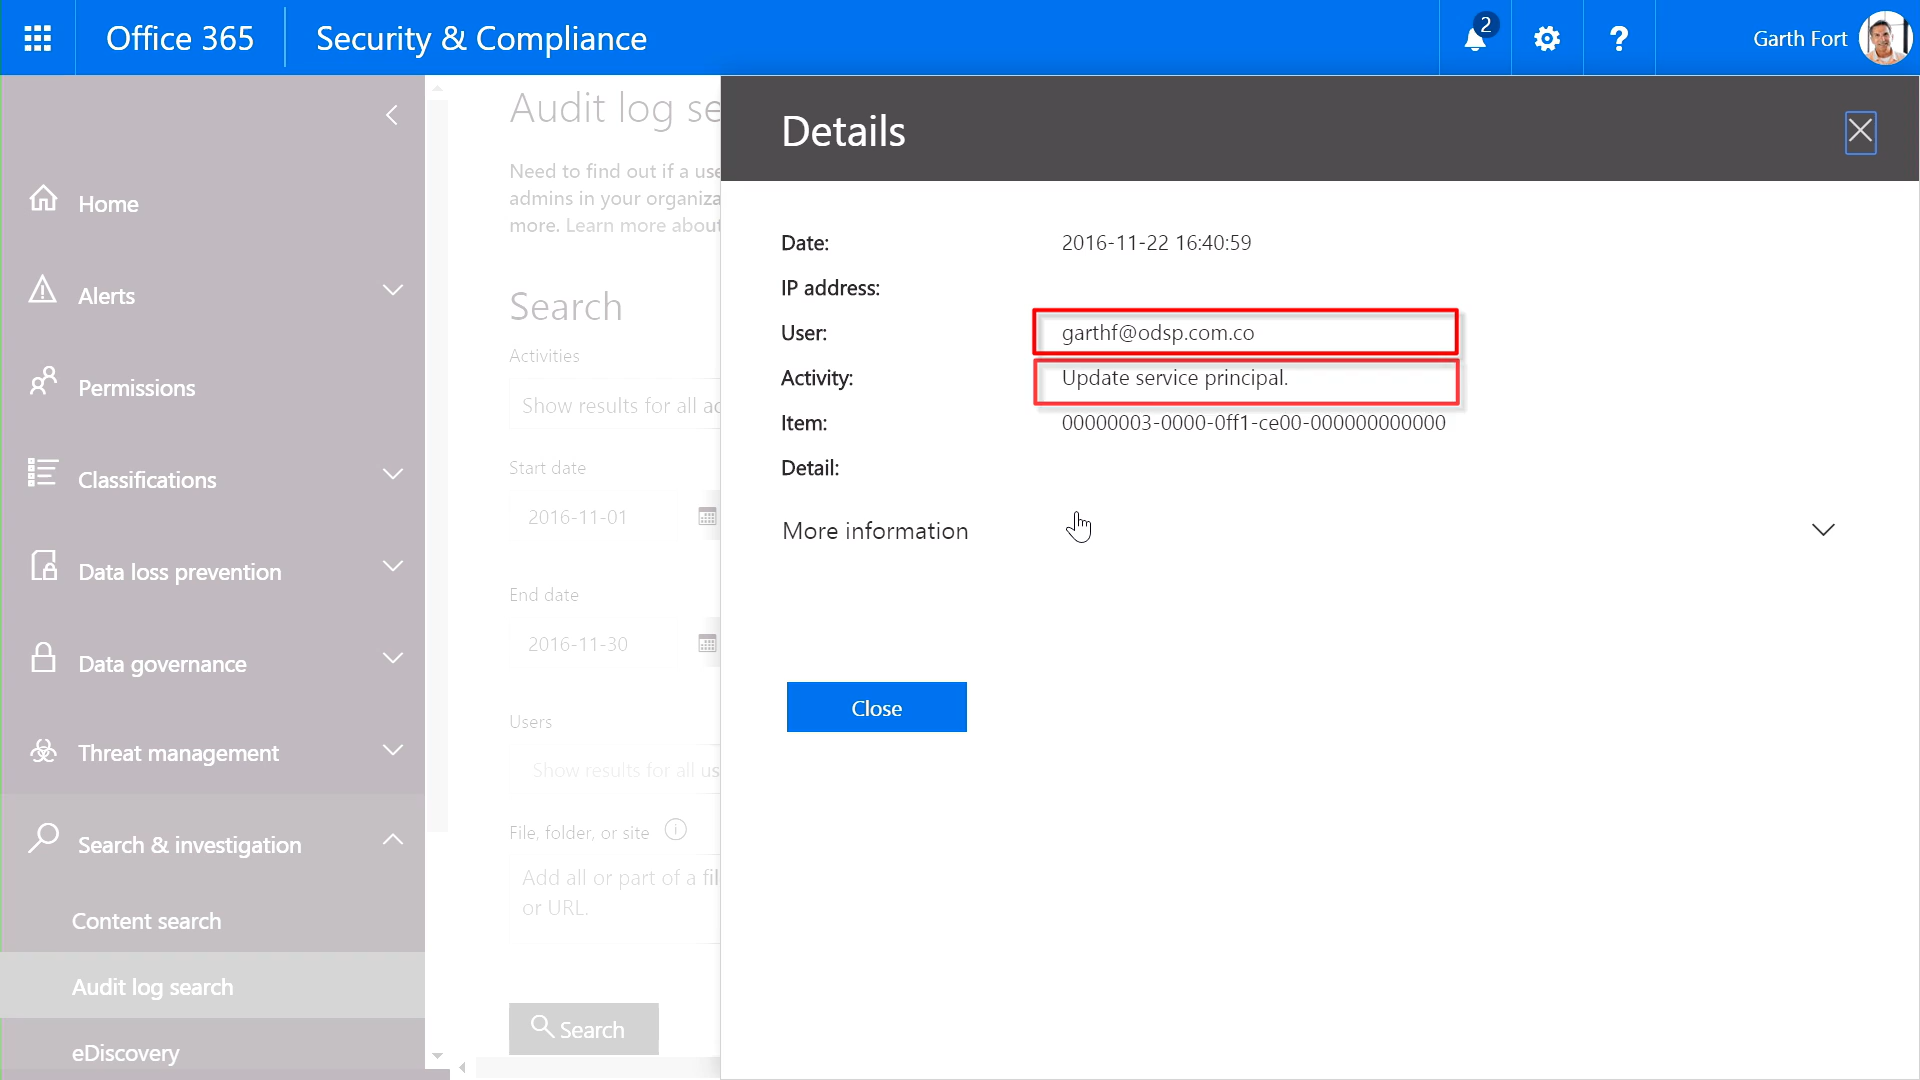 Office 365
Security & Compliance
2
?
Garth Fort
Home
Alerts
Permissions
Classifications
Data loss prevention
Data governance
Threat management
Search & investigation
Content search
Audit log search
eDiscovery
Audit log se
Need to find out if a use
admins in your organiza
more. Learn more about
Search
Activities
Show results for all ac
Start date
2016-11-01
End date
2016-11-30
Users
Show results for all us
File, folder, or site
Add all or part of a fil
or URL.
Search
Details
Date: 2016-11-22 16:40:59
IP address:
User: garthf@odsp.com.co
Activity: Update service principal.
Item: 00000003-0000-0ff1-ce00-000000000000
Detail:
More information
Close